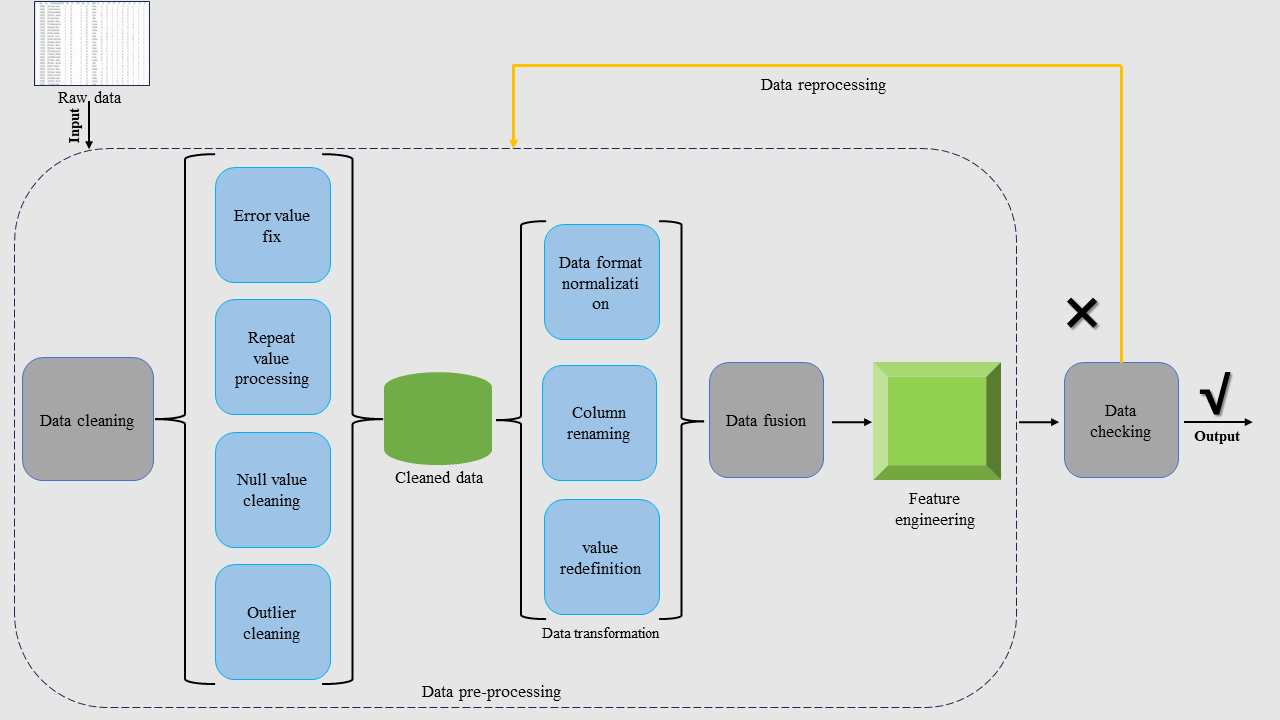 Raw data
Input
Data reprocessing
Error value
fix
Repeat
value
processing
Null value
cleaning
Outlier
cleaning
Data cleaning
Cleaned data
Data format
normalizati
on
Column
renaming
value
redefinition
Data transformation
Data fusion
Feature
engineering
Data
checking
×
√
Output
Data pre-processing